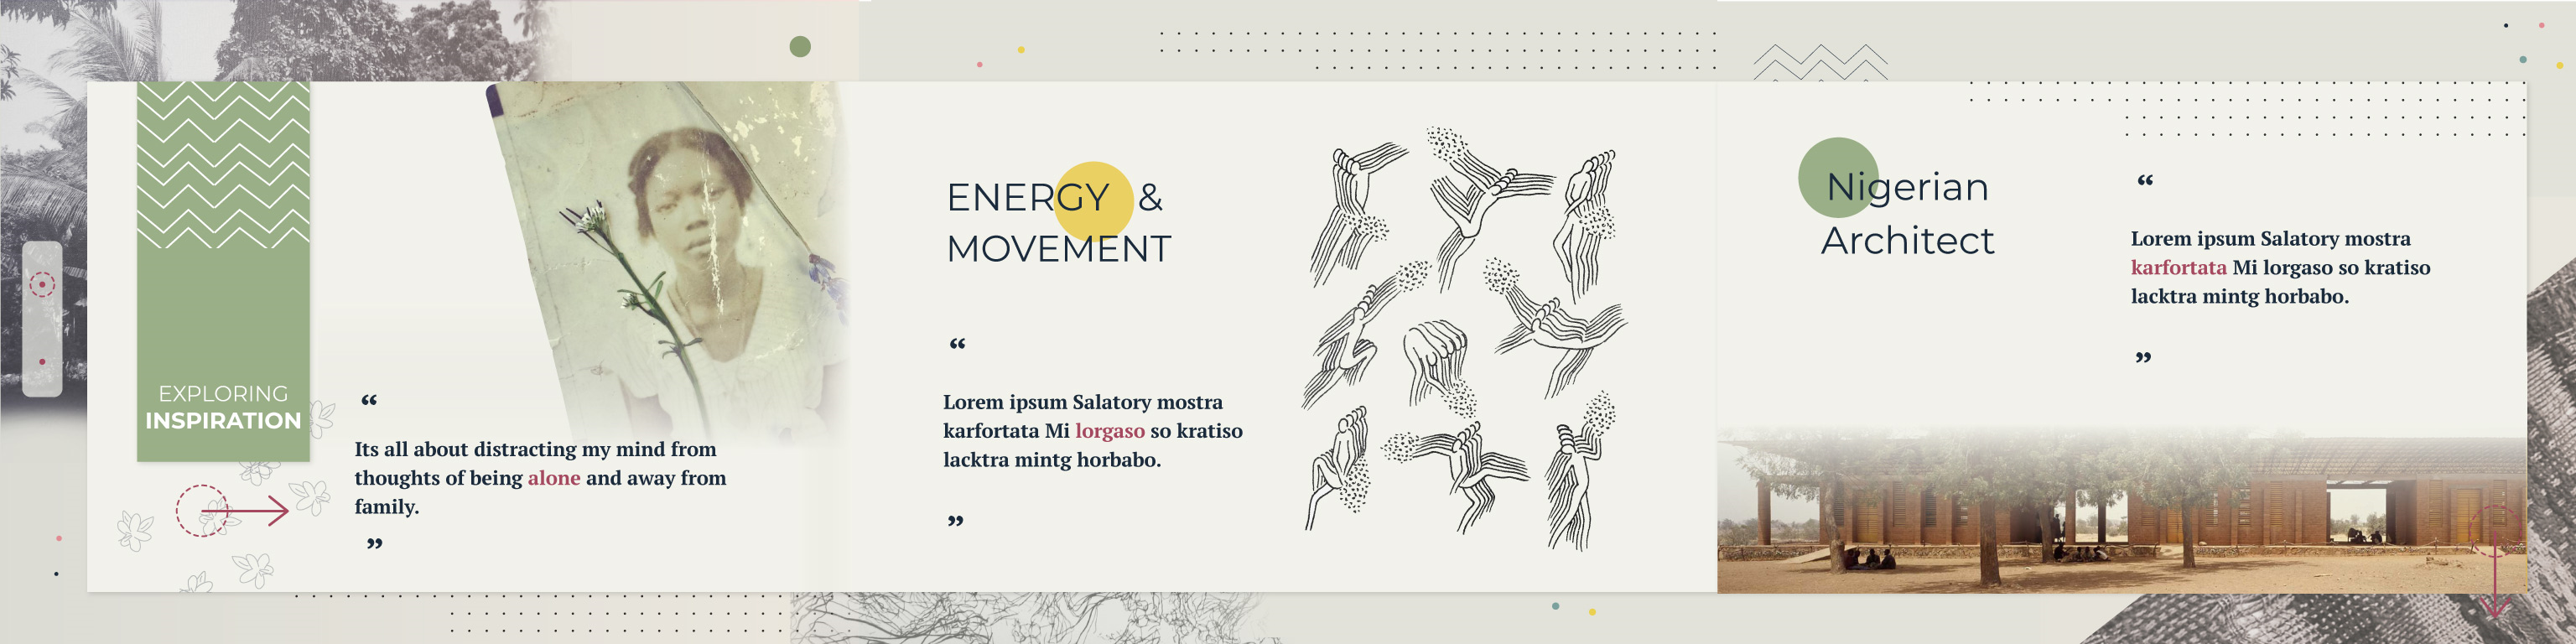 EXPLORING
INSPIRATION
“
Its all about distracting my mind from
thoughts of being alone and away from
family.
”
ENERGY &
MOVEMENT
“
Lorem ipsum Salatory mostra
karfortata Mi lorgaso so kratiso
lacktra mintg horbabo.
”
Nigerian
Architect
“
Lorem ipsum Salatory mostra
karfortata Mi lorgaso so kratiso
lacktra mintg horbabo.
”